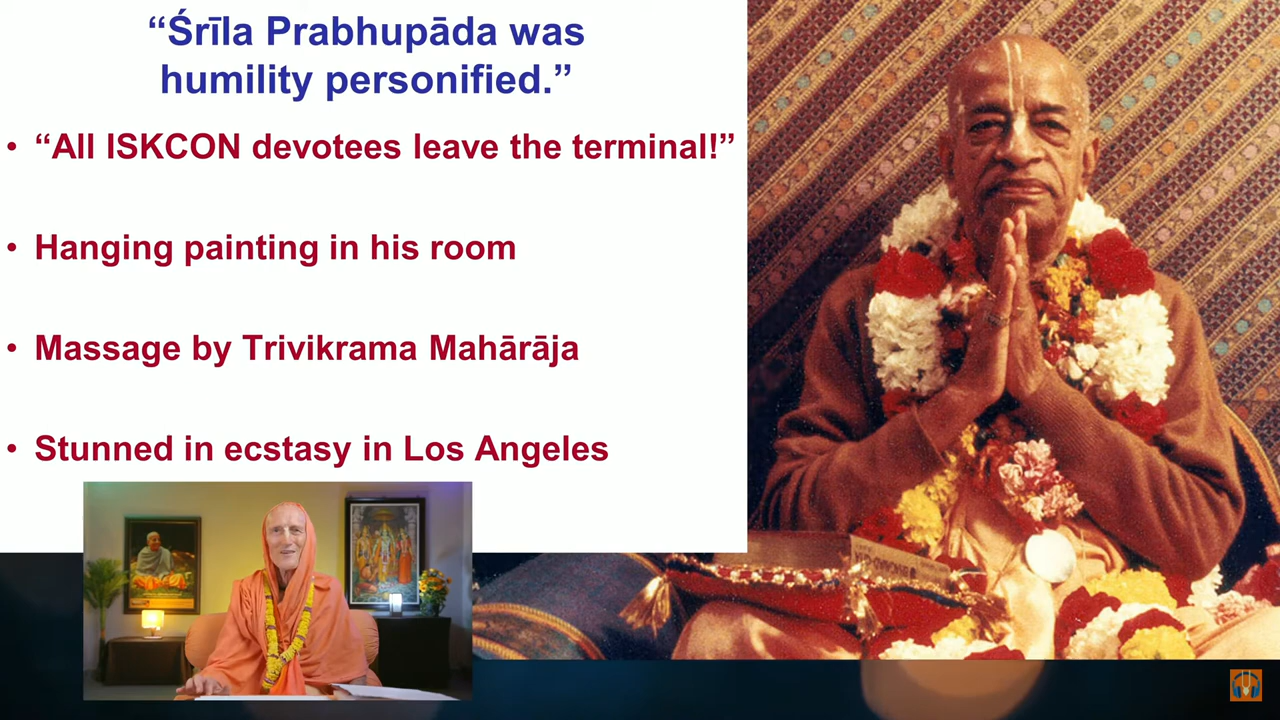 “Śrīla Prabhupāda was
humility personified.”
• “All ISKCON devotees leave the terminal!”
• Hanging painting in his room
• Massage by Trivikrama Mahārāja
• Stunned in ecstasy in Los Angeles